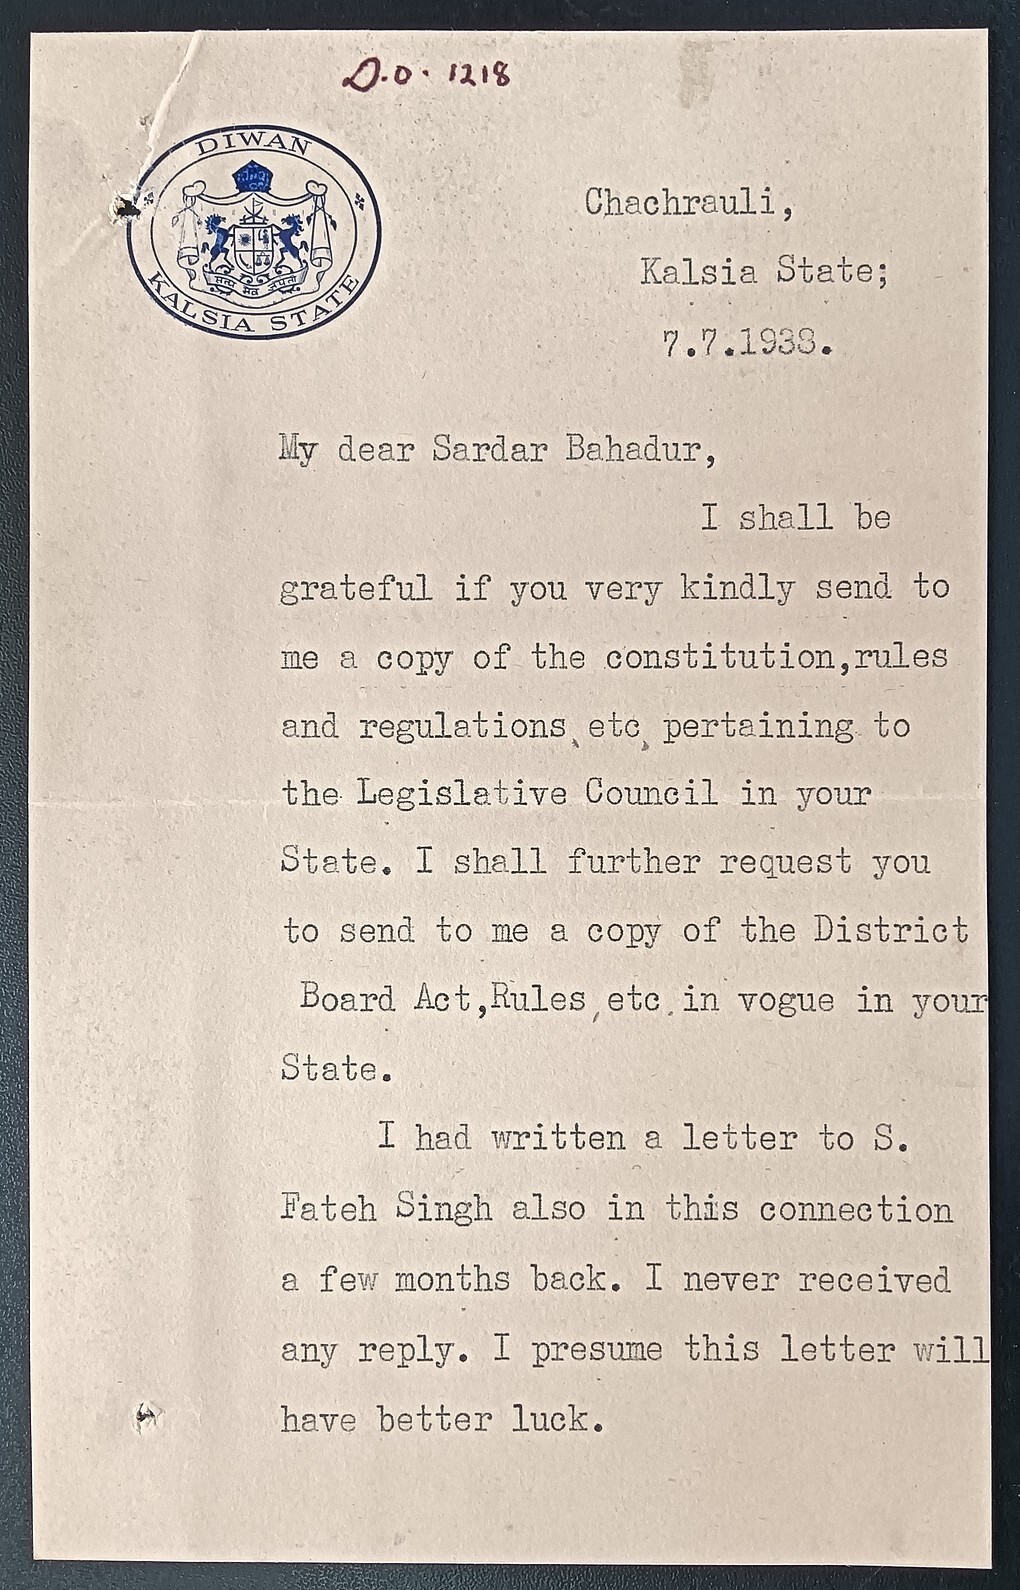 D.O. 1218
DIWAN
KALSIA STATE
Chachrauli,
Kalsia State;
7.7.1938.
My dear Sardar Bahadur,
I shall be
grateful if you very kindly send to
me a copy of the constitution,rules
and regulations, etc, pertaining to
the Legislative Council in your
State. I shall further request you
to send to me a copy of the District
Board Act,Rules, etc. in vogue in your
State.
I had written a letter to S.
Fateh Singh also in this connection
a few months back. I never received
any reply. I presume this letter will
have better luck.